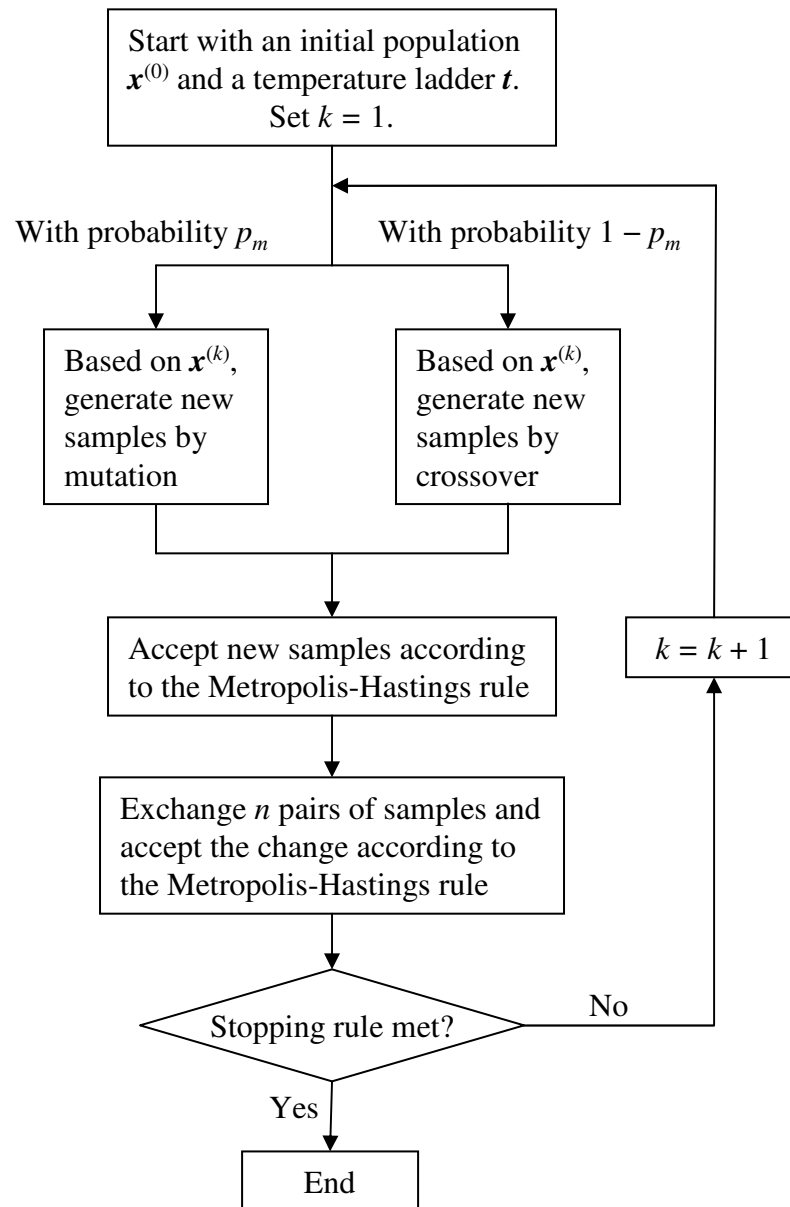 Start with an initial population
x^(0) and a temperature ladder t.
Set k = 1.
With probability p_m
With probability 1 – p_m
Based on x^(k),
generate new
samples by
mutation
Based on x^(k),
generate new
samples by
crossover
Accept new samples according
to the Metropolis-Hastings rule
k = k + 1
Exchange n pairs of samples and
accept the change according to
the Metropolis-Hastings rule
Stopping rule met?
No
Yes
End